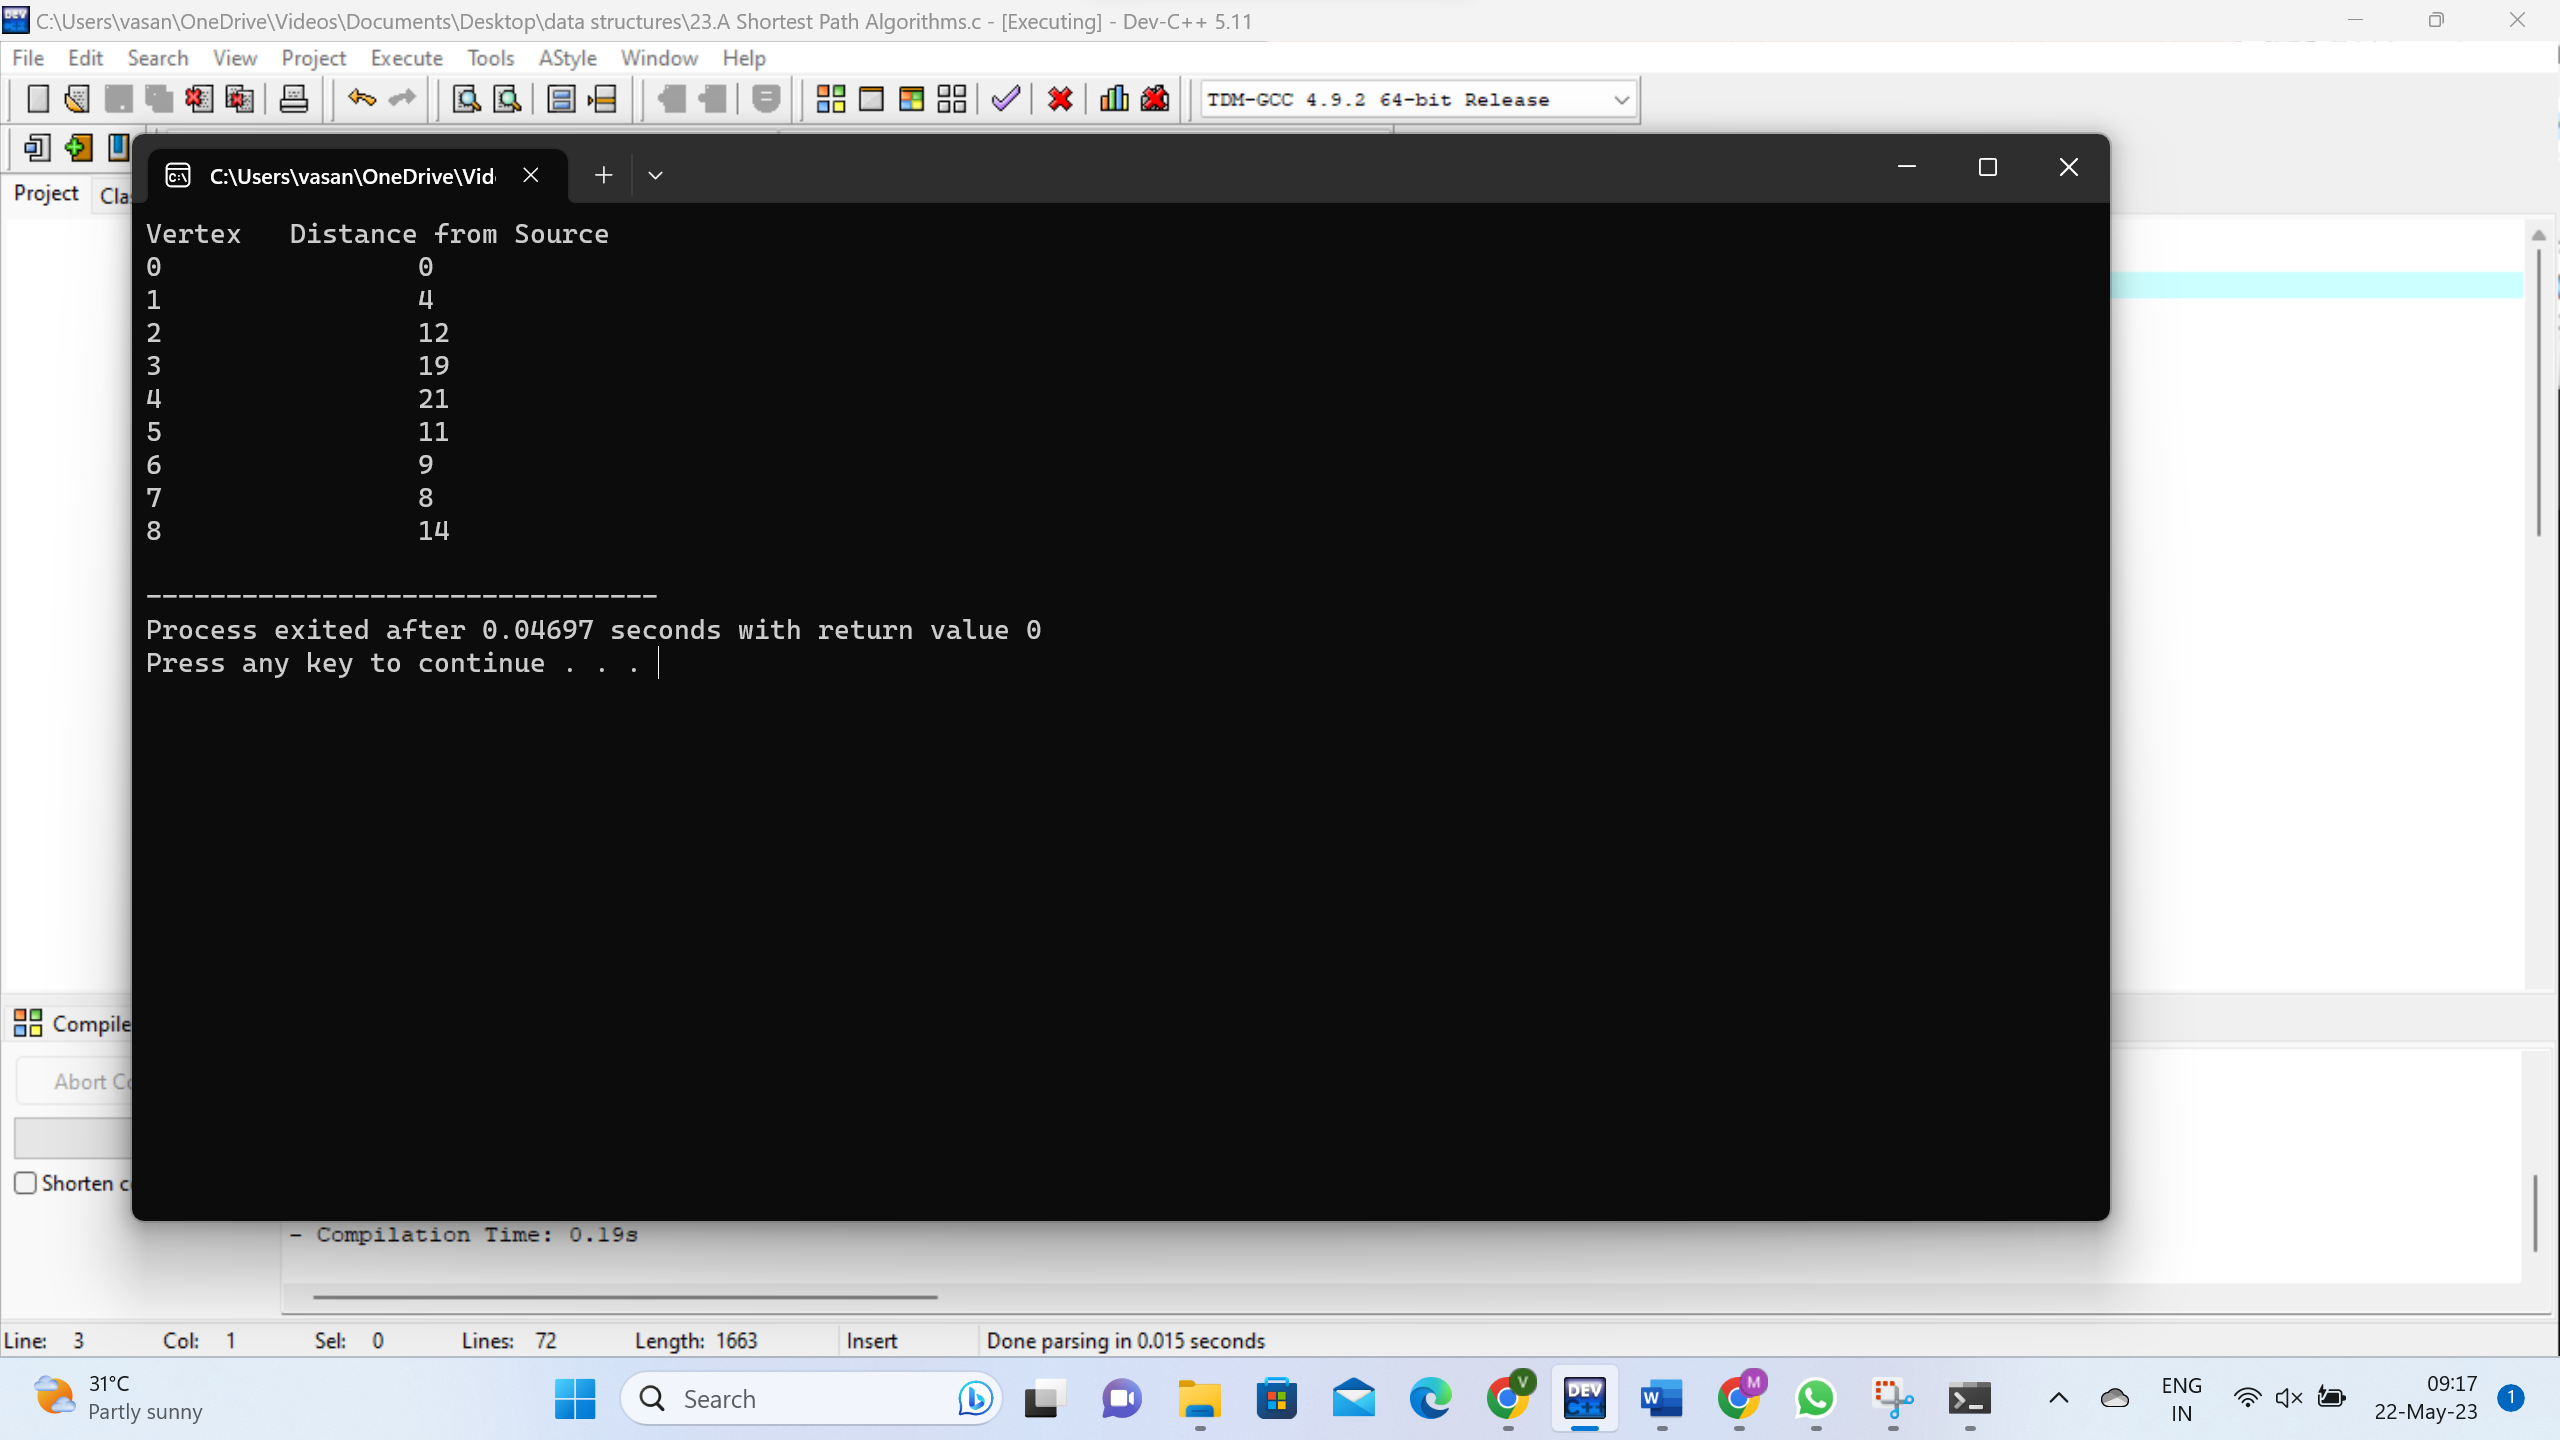 C:\Users\vasan\OneDrive\Videos\Documents\Desktop\data structures\23.A Shortest Path Algorithms.c - [Executing] - Dev-C++ 5.11
File Edit Search View Project Execute Tools AStyle Window Help
TDM-GCC 4.9.2 64-bit Release
C:\Users\vasan\OneDrive\Vid
Project Clas
Vertex Distance from Source
0 0
1 4
2 12
3 19
4 21
5 11
6 9
7 8
8 14
--------------------------------
Process exited after 0.04697 seconds with return value 0
Press any key to continue . . .
Compile
Abort Co
Shorten c
- Compilation Time: 0.19s
Line: 3 Col: 1 Sel: 0 Lines: 72 Length: 1663 Insert Done parsing in 0.015 seconds
31°C
Partly sunny
Search
DEV C++
W
V
M
ENG
IN
09:17
22-May-23
1